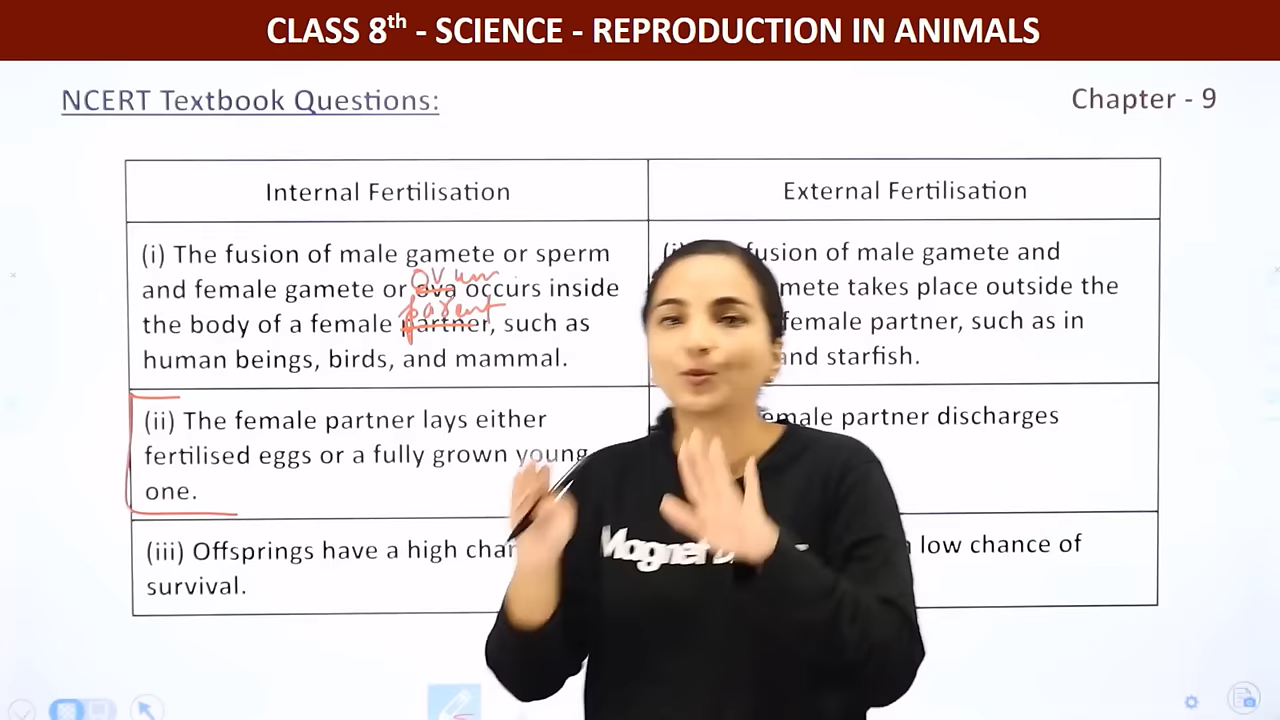 CLASS 8th - SCIENCE - REPRODUCTION IN ANIMALS
NCERT Textbook Questions:
Chapter - 9
Internal Fertilisation
External Fertilisation
(i) The fusion of male gamete or sperm
and female gamete or ova occurs inside
ovum
the body of a female partner, such as
parent
human beings, birds, and mammal.
fusion of male gamete and
takes place outside the
female partner, such as in
and starfish.
(ii) The female partner lays either
fertilised eggs or a fully grown young
one.
partner discharges
(iii) Offsprings have a high
survival.
low chance of
Magnet